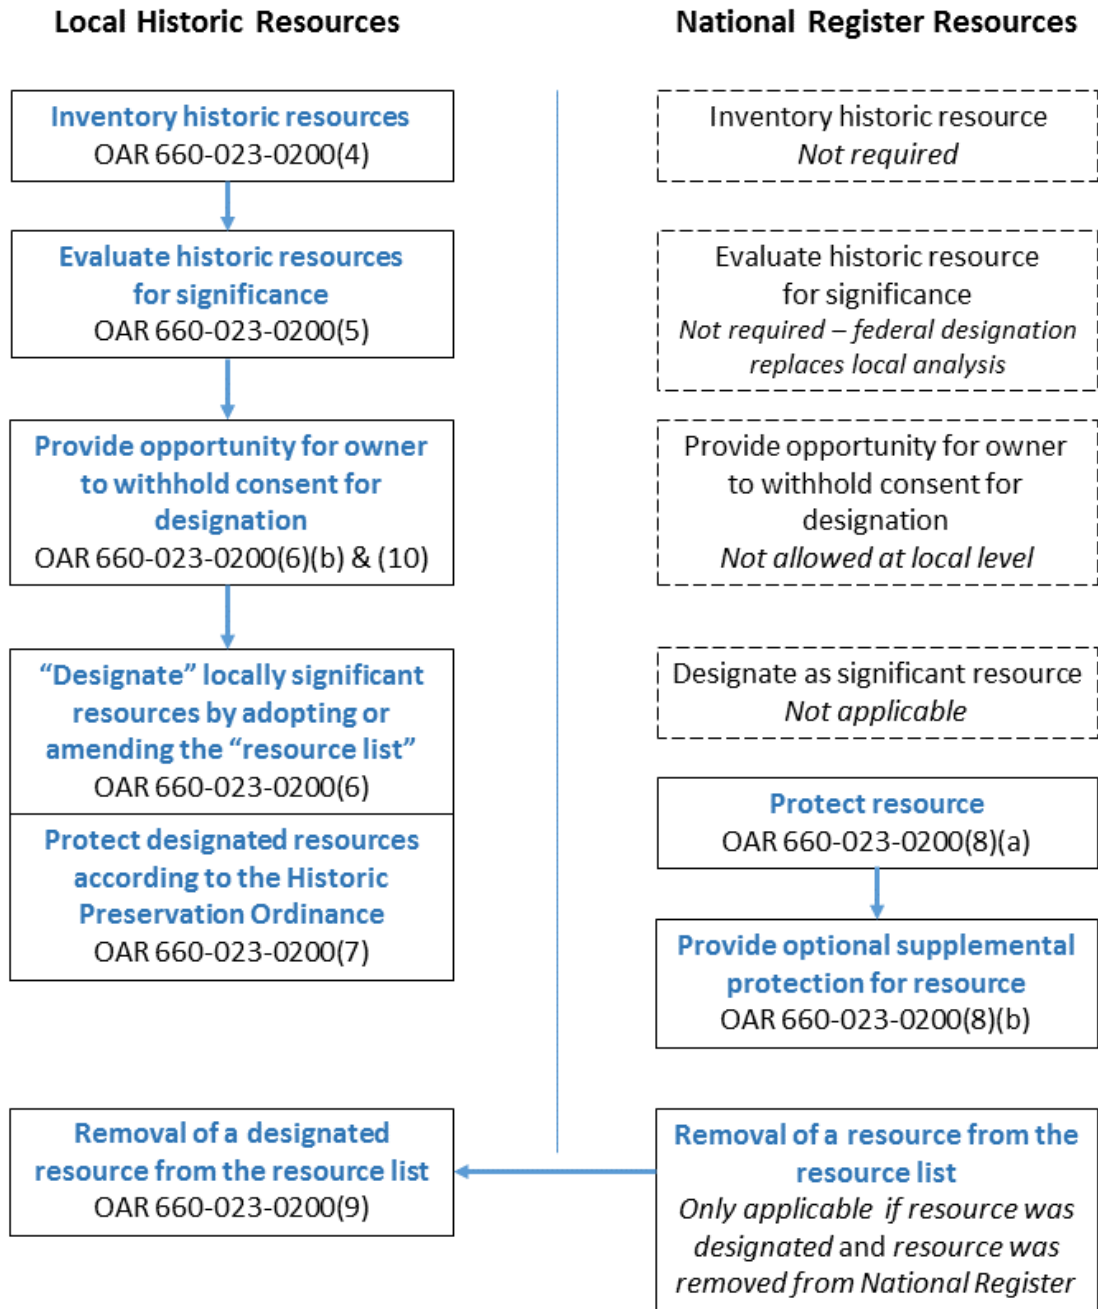 Local Historic Resources
Inventory historic resources
OAR 660-023-0200(4)
Evaluate historic resources
for significance
OAR 660-023-0200(5)
Provide opportunity for owner
to withhold consent for
designation
OAR 660-023-0200(6)(b) & (10)
“Designate” locally significant
resources by adopting or
amending the “resource list”
OAR 660-023-0200(6)
Protect designated resources
according to the Historic
Preservation Ordinance
OAR 660-023-0200(7)
Removal of a designated
resource from the resource list
OAR 660-023-0200(9)
National Register Resources
Inventory historic resource
Not required
Evaluate historic resource
for significance
Not required – federal designation
replaces local analysis
Provide opportunity for owner
to withhold consent for
designation
Not allowed at local level
Designate as significant resource
Not applicable
Protect resource
OAR 660-023-0200(8)(a)
Provide optional supplemental
protection for resource
OAR 660-023-0200(8)(b)
Removal of a resource from the
resource list
Only applicable if resource was
designated and resource was
removed from National Register